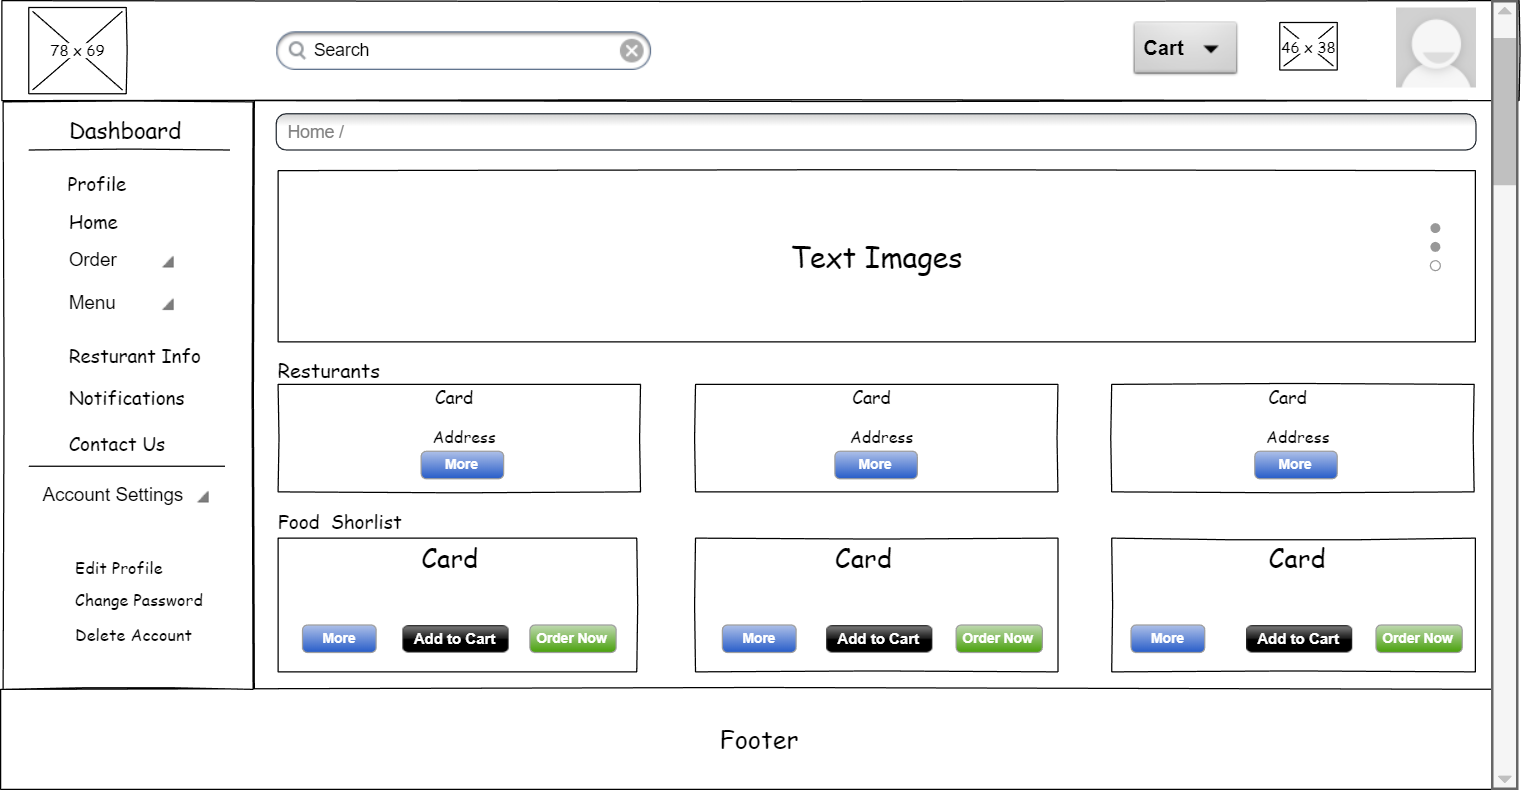 78 x 69
Search
Cart
46 x 38
Dashboard
Profile
Home
Order
Menu
Resturant Info
Notifications
Contact Us
Account Settings
Edit Profile
Change Password
Delete Account
Home /
Text Images
Resturants
Card
Address
More
Card
Address
More
Card
Address
More
Food Shorlist
Card
More Add to Cart Order Now
Card
More Add to Cart Order Now
Card
More Add to Cart Order Now
Footer